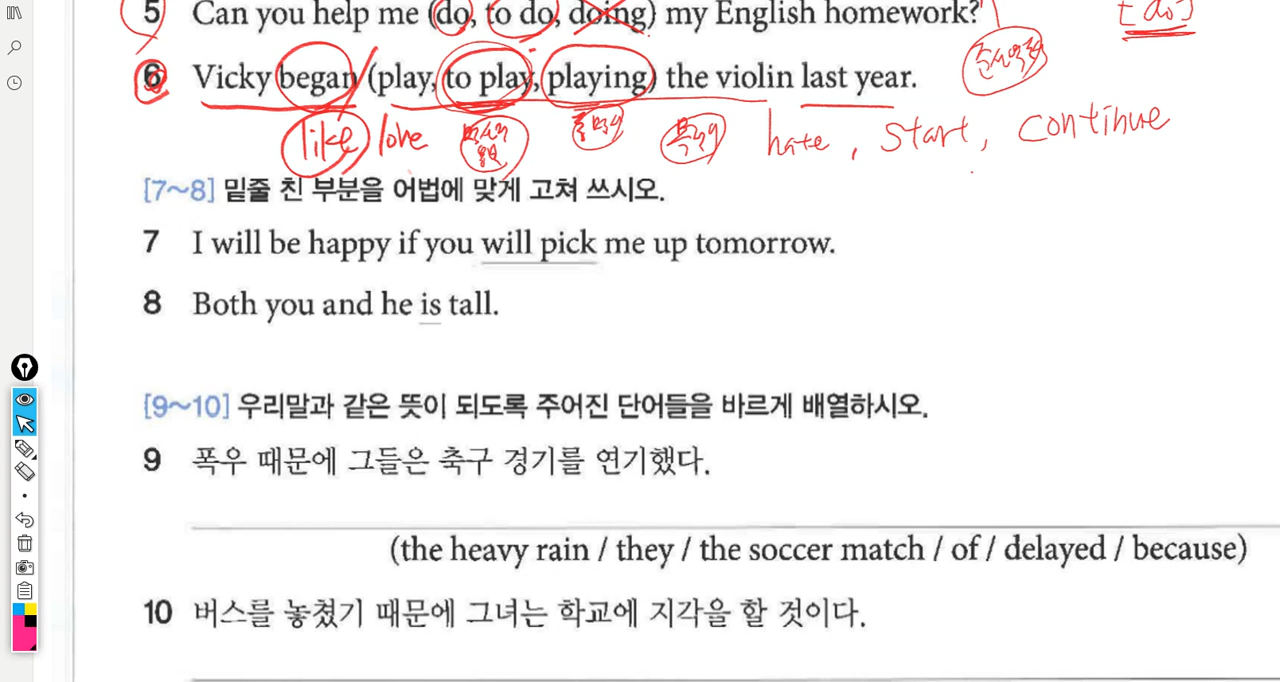 5 Can you help me (do, to do, doing) my English homework?
[do]
준사역동
6 Vicky began (play, to play, playing) the violin last year.
like / love 목적어 hate, start, continue
[7~8] 밑줄 친 부분을 어법에 맞게 고쳐 쓰시오.
7 I will be happy if you will pick me up tomorrow.
8 Both you and he is tall.
[9~10] 우리말과 같은 뜻이 되도록 주어진 단어들을 바르게 배열하시오.
9 폭우 때문에 그들은 축구 경기를 연기했다.
(the heavy rain / they / the soccer match / of / delayed / because)
10 버스를 놓쳤기 때문에 그녀는 학교에 지각을 할 것이다.